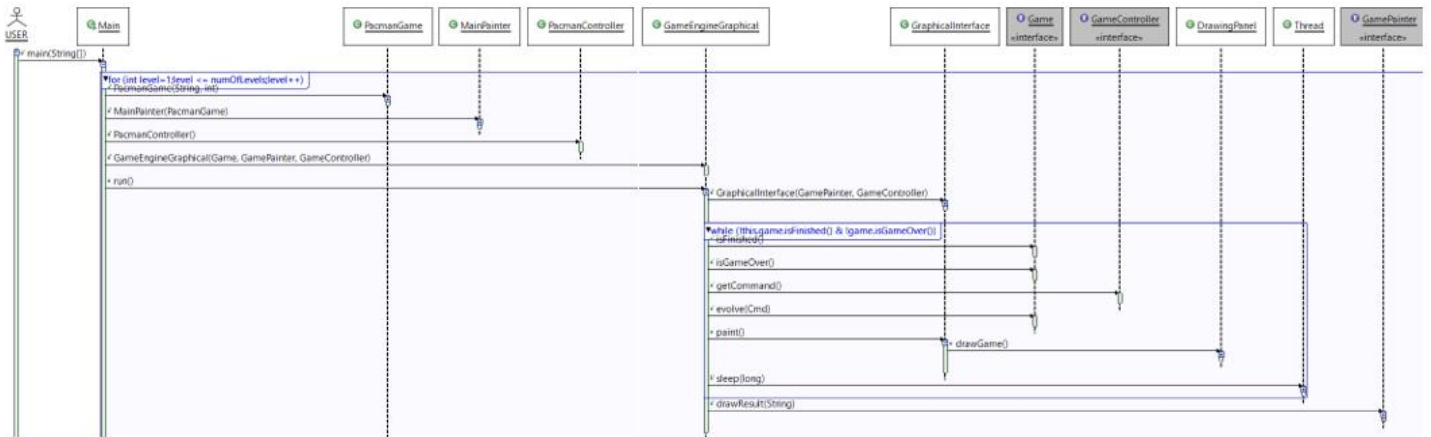 USER
Main
PacmanGame
MainPainter
PacmanController
GameEngineGraphical
GraphicalInterface
Game
«interface»
GameController
«interface»
DrawingPanel
Thread
GamePainter
«interface»
main(String[])
for (int level=1;level <= numOfLevels;level++)
PacmanGame(String, int)
MainPainter(PacmanGame)
PacmanController()
GameEngineGraphical(Game, GamePainter, GameController)
run()
GraphicalInterface(GamePainter, GameController)
while (!this.game.isFinished() & !game.isGameOver())
isFinished()
isGameOver()
getCommand()
evolve(Cmd)
paint()
drawGame()
sleep(long)
drawResult(String)